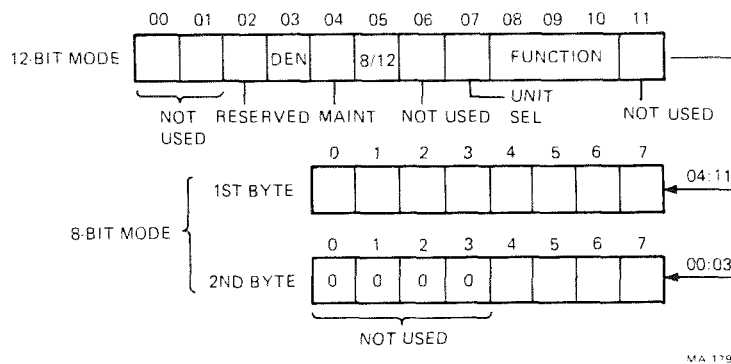 00 01 02 03 04 05 06 07 08 09 10 11
12-BIT MODE DEN 8/12 FUNCTION
UNIT
SEL
NOT
USED
RESERVED MAINT NOT USED NOT USED
0 1 2 3 4 5 6 7
1ST BYTE 04:11
8-BIT MODE
0 1 2 3 4 5 6 7
2ND BYTE 0 0 0 0 00:03
NOT USED